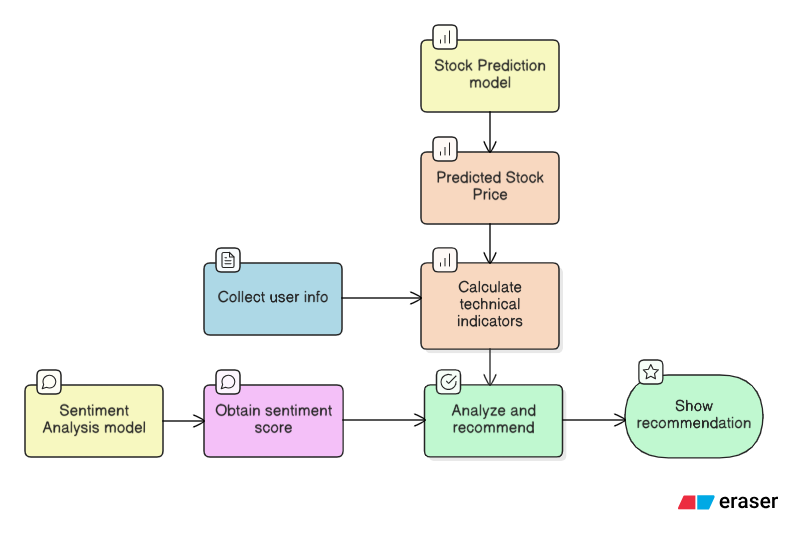 Stock Prediction
model
Predicted Stock
Price
Collect user info
Calculate
technical
indicators
Sentiment
Analysis model
Obtain sentiment
score
Analyze and
recommend
Show
recommendation
eraser